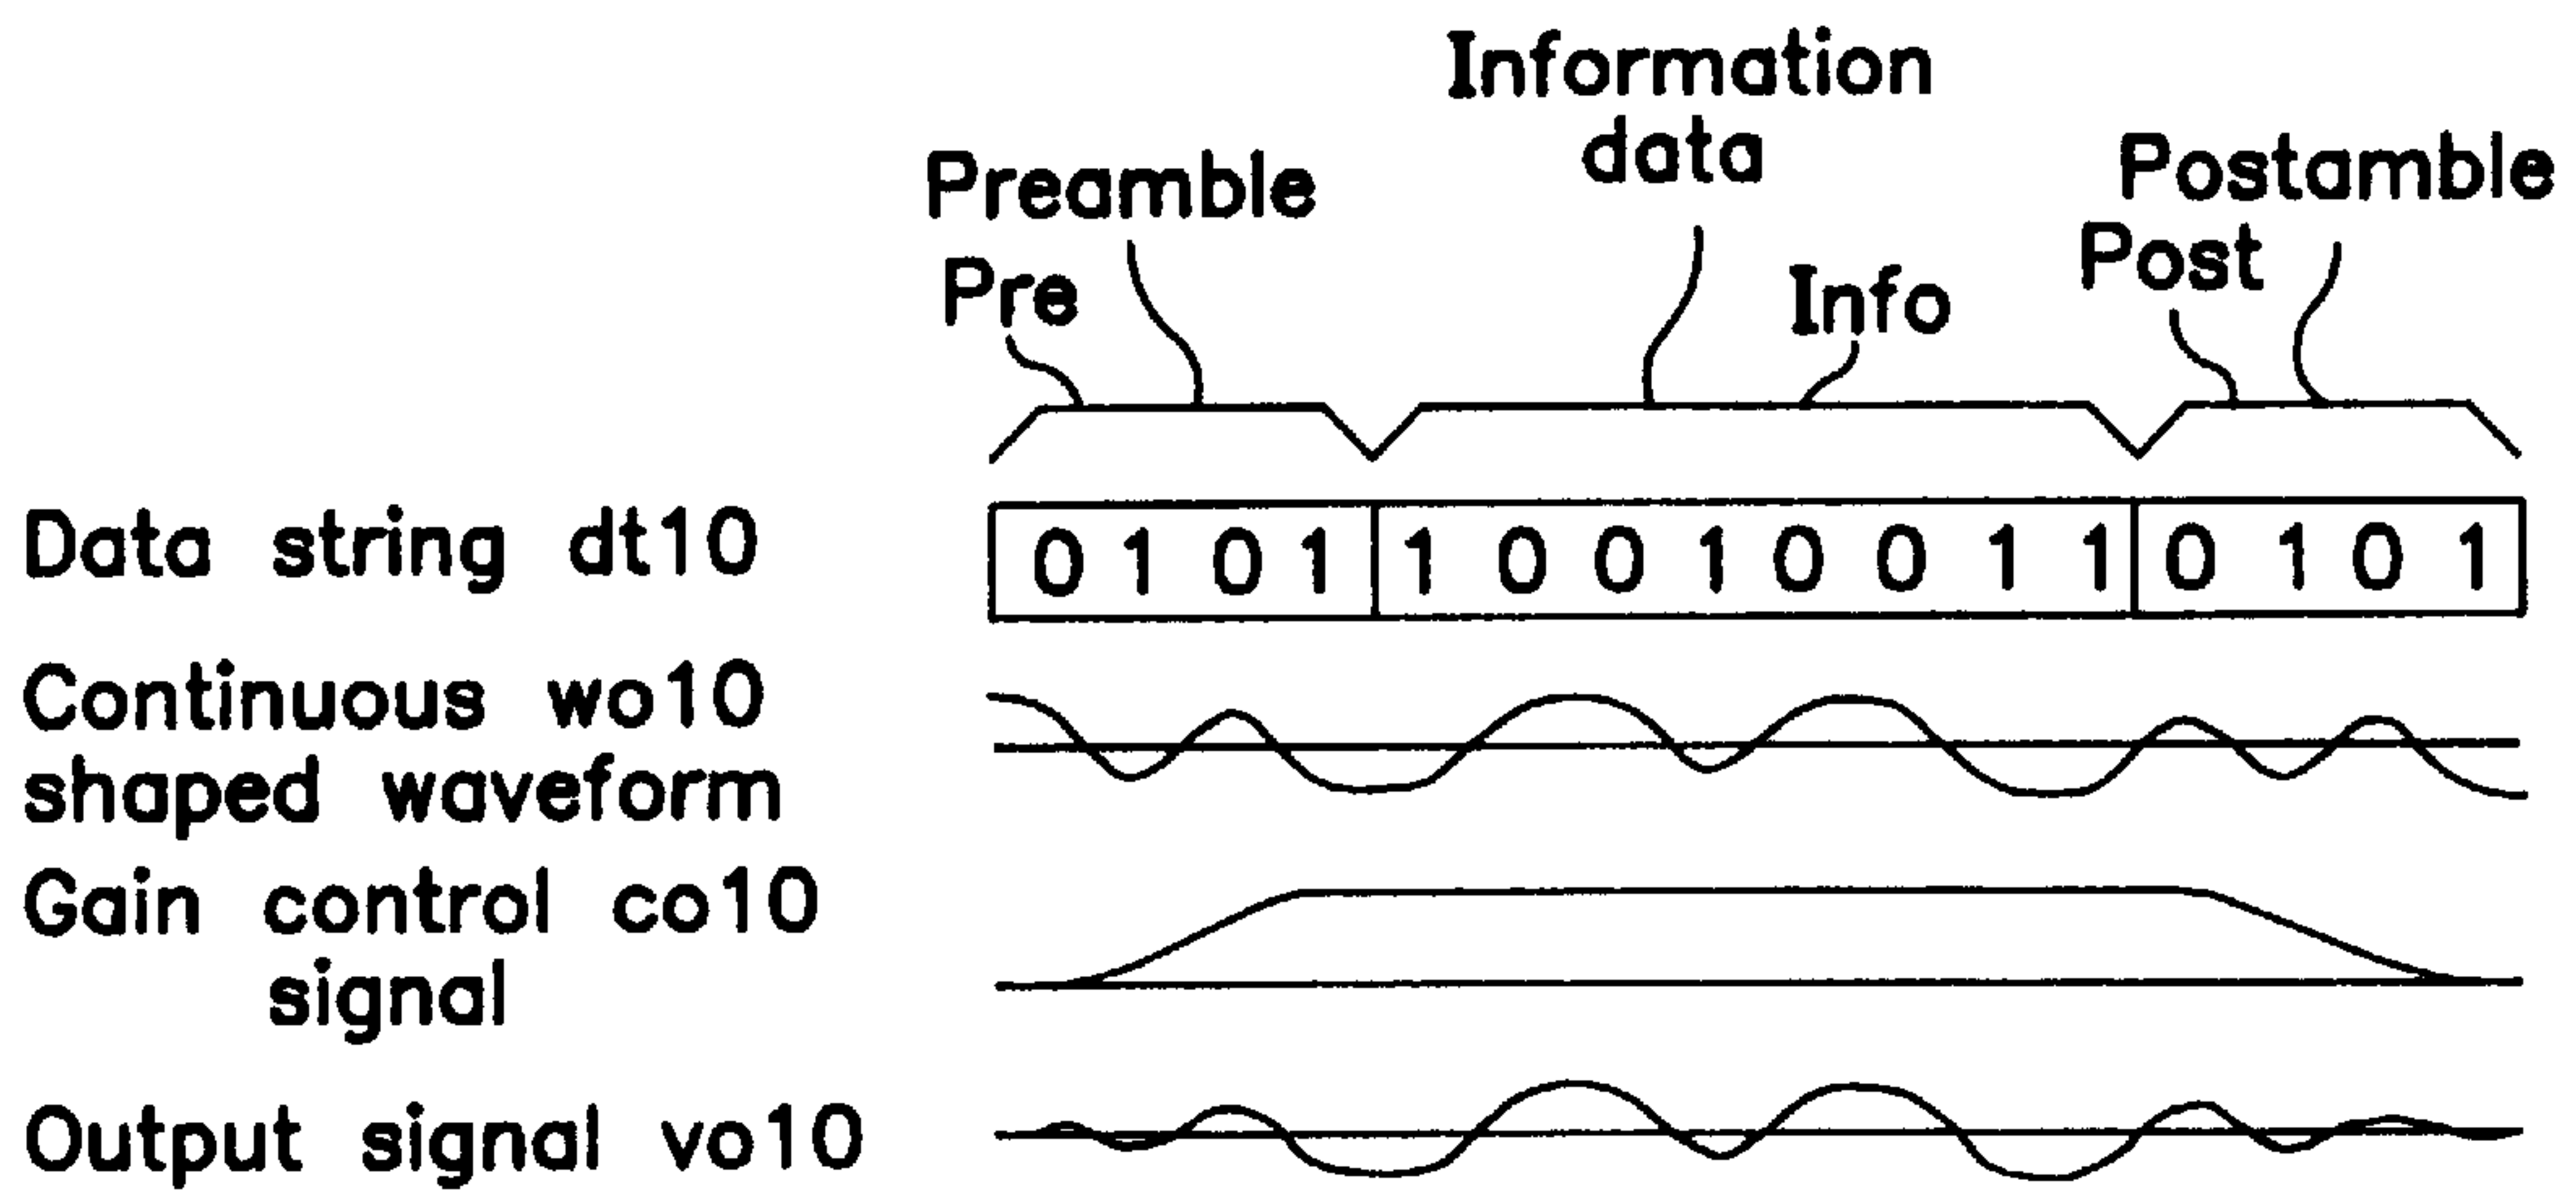 Information
data
Preamble
Pre
Info
Postamble
Post
Data string dt10
0 1 0 1 1 0 0 1 0 0 1 1 0 1 0 1
Continuous wo10
shaped waveform
Gain control co10
signal
Output signal vo10